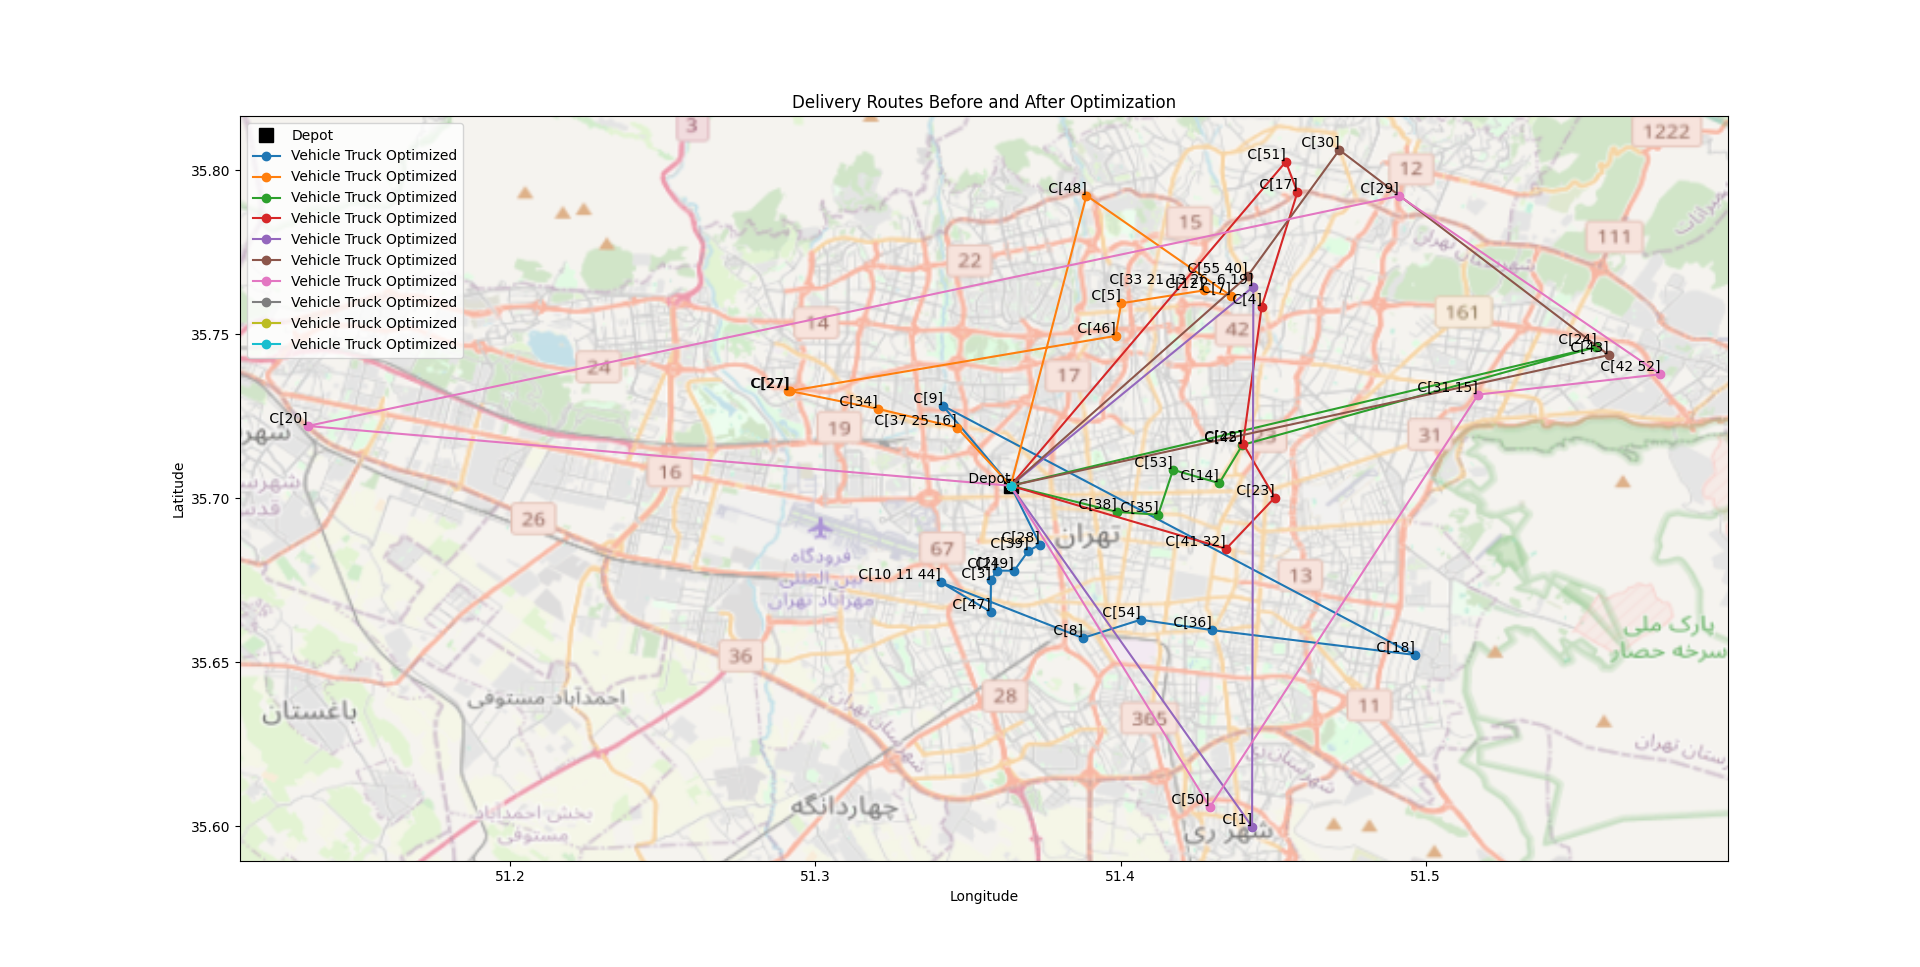 Delivery Routes Before and After Optimization
Depot
Vehicle Truck Optimized
Vehicle Truck Optimized
Vehicle Truck Optimized
Vehicle Truck Optimized
Vehicle Truck Optimized
Vehicle Truck Optimized
Vehicle Truck Optimized
Vehicle Truck Optimized
Vehicle Truck Optimized
Vehicle Truck Optimized
3
1222
12
15
111
22
161
14
42
24
17
19
31
16
26
67
13
36
28
11
365
C[30]
C[51]
C[17]
C[29]
C[48]
C[55 40]
C[33 21 13 26 6 19]
C[12]
C[7]
C[5]
C[4]
C[46]
C[24]
C[43]
C[42 52]
C[31 15]
C[27]
C[34]
C[9]
C[37 25 16]
C[20]
C[53]
C[14]
C[23]
Depot
C[38]
C[35]
C[41 32]
C[28]
C[39]
C[49]
C[3]
C[10 11 44]
C[47]
C[54]
C[36]
C[8]
C[18]
C[50]
C[1]
تهران
فرودگاه
بین المللی
مهرآباد تهران
پارک ملی
سرخه حصار
احمدآباد مستوفی
باغستان
چهاردانگه
شهر ری
بخش احمدآباد
مستوفی
شهرستان تهران
35.80
35.75
35.70
35.65
35.60
Latitude
51.2
51.3
51.4
51.5
Longitude